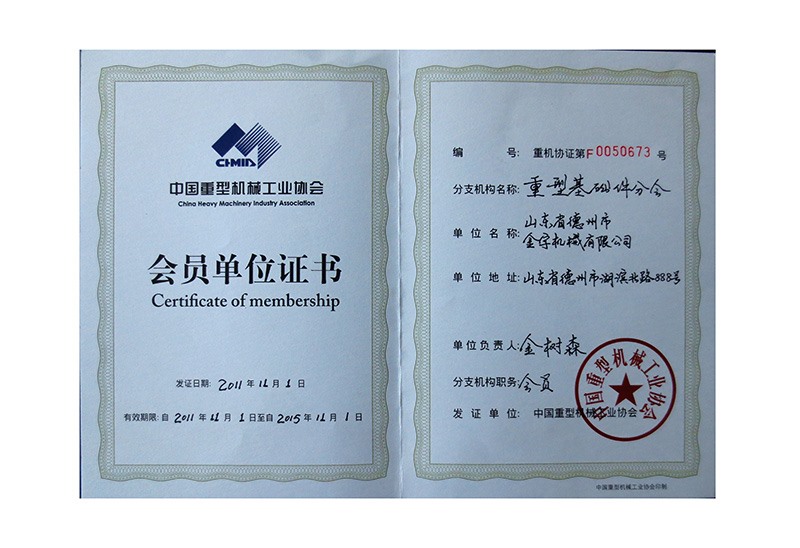 CHMIA
中国重型机械工业协会
China Heavy Machinery Industry Association
会员单位证书
Certificate of membership
发证日期: 2011 年 11 月 1 日
有效期限: 自 2011 年 11 月 1 日至自 2015 年 11 月 1 日
编 号: 重机协证第F0050673 号
分支机构名称: 重型基础件分会
单位名称: 山东省德州市
金宇机械有限公司
单位地址: 山东省德州市湖滨北路888号
单位负责人: 金树森
分支机构职务: 会员
发证单位: 中国重型机械工业协会
中国重型机械工业协会
中国重型机械工业协会印制